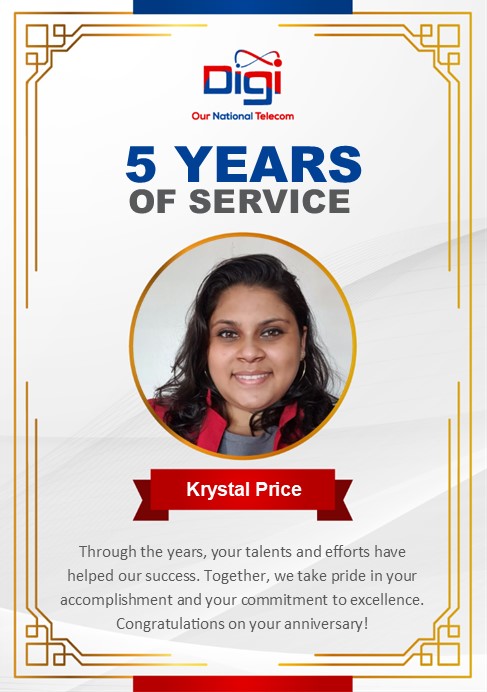 Digi
Our National Telecom
5 YEARS
OF SERVICE
Krystal Price
Through the years, your talents and efforts have
helped our success. Together, we take pride in your
accomplishment and your commitment to excellence.
Congratulations on your anniversary!